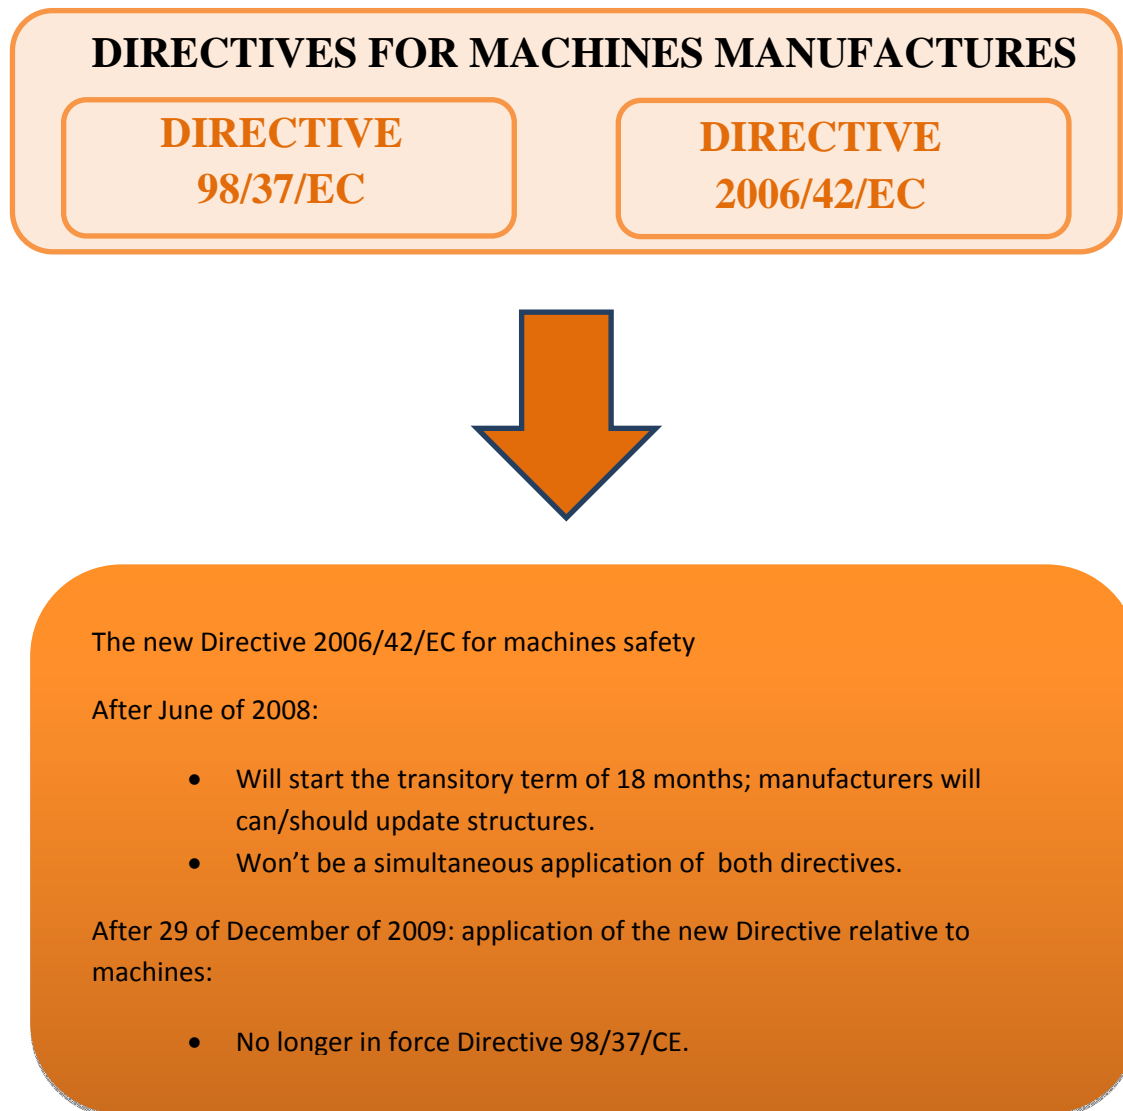 DIRECTIVES FOR MACHINES MANUFACTURES
DIRECTIVE
98/37/EC
DIRECTIVE
2006/42/EC
The new Directive 2006/42/EC for machines safety
After June of 2008:
• Will start the transitory term of 18 months; manufacturers will
can/should update structures.
• Won’t be a simultaneous application of  both directives.
After 29 of December of 2009: application of the new Directive relative to
machines:
• No longer in force Directive 98/37/CE.